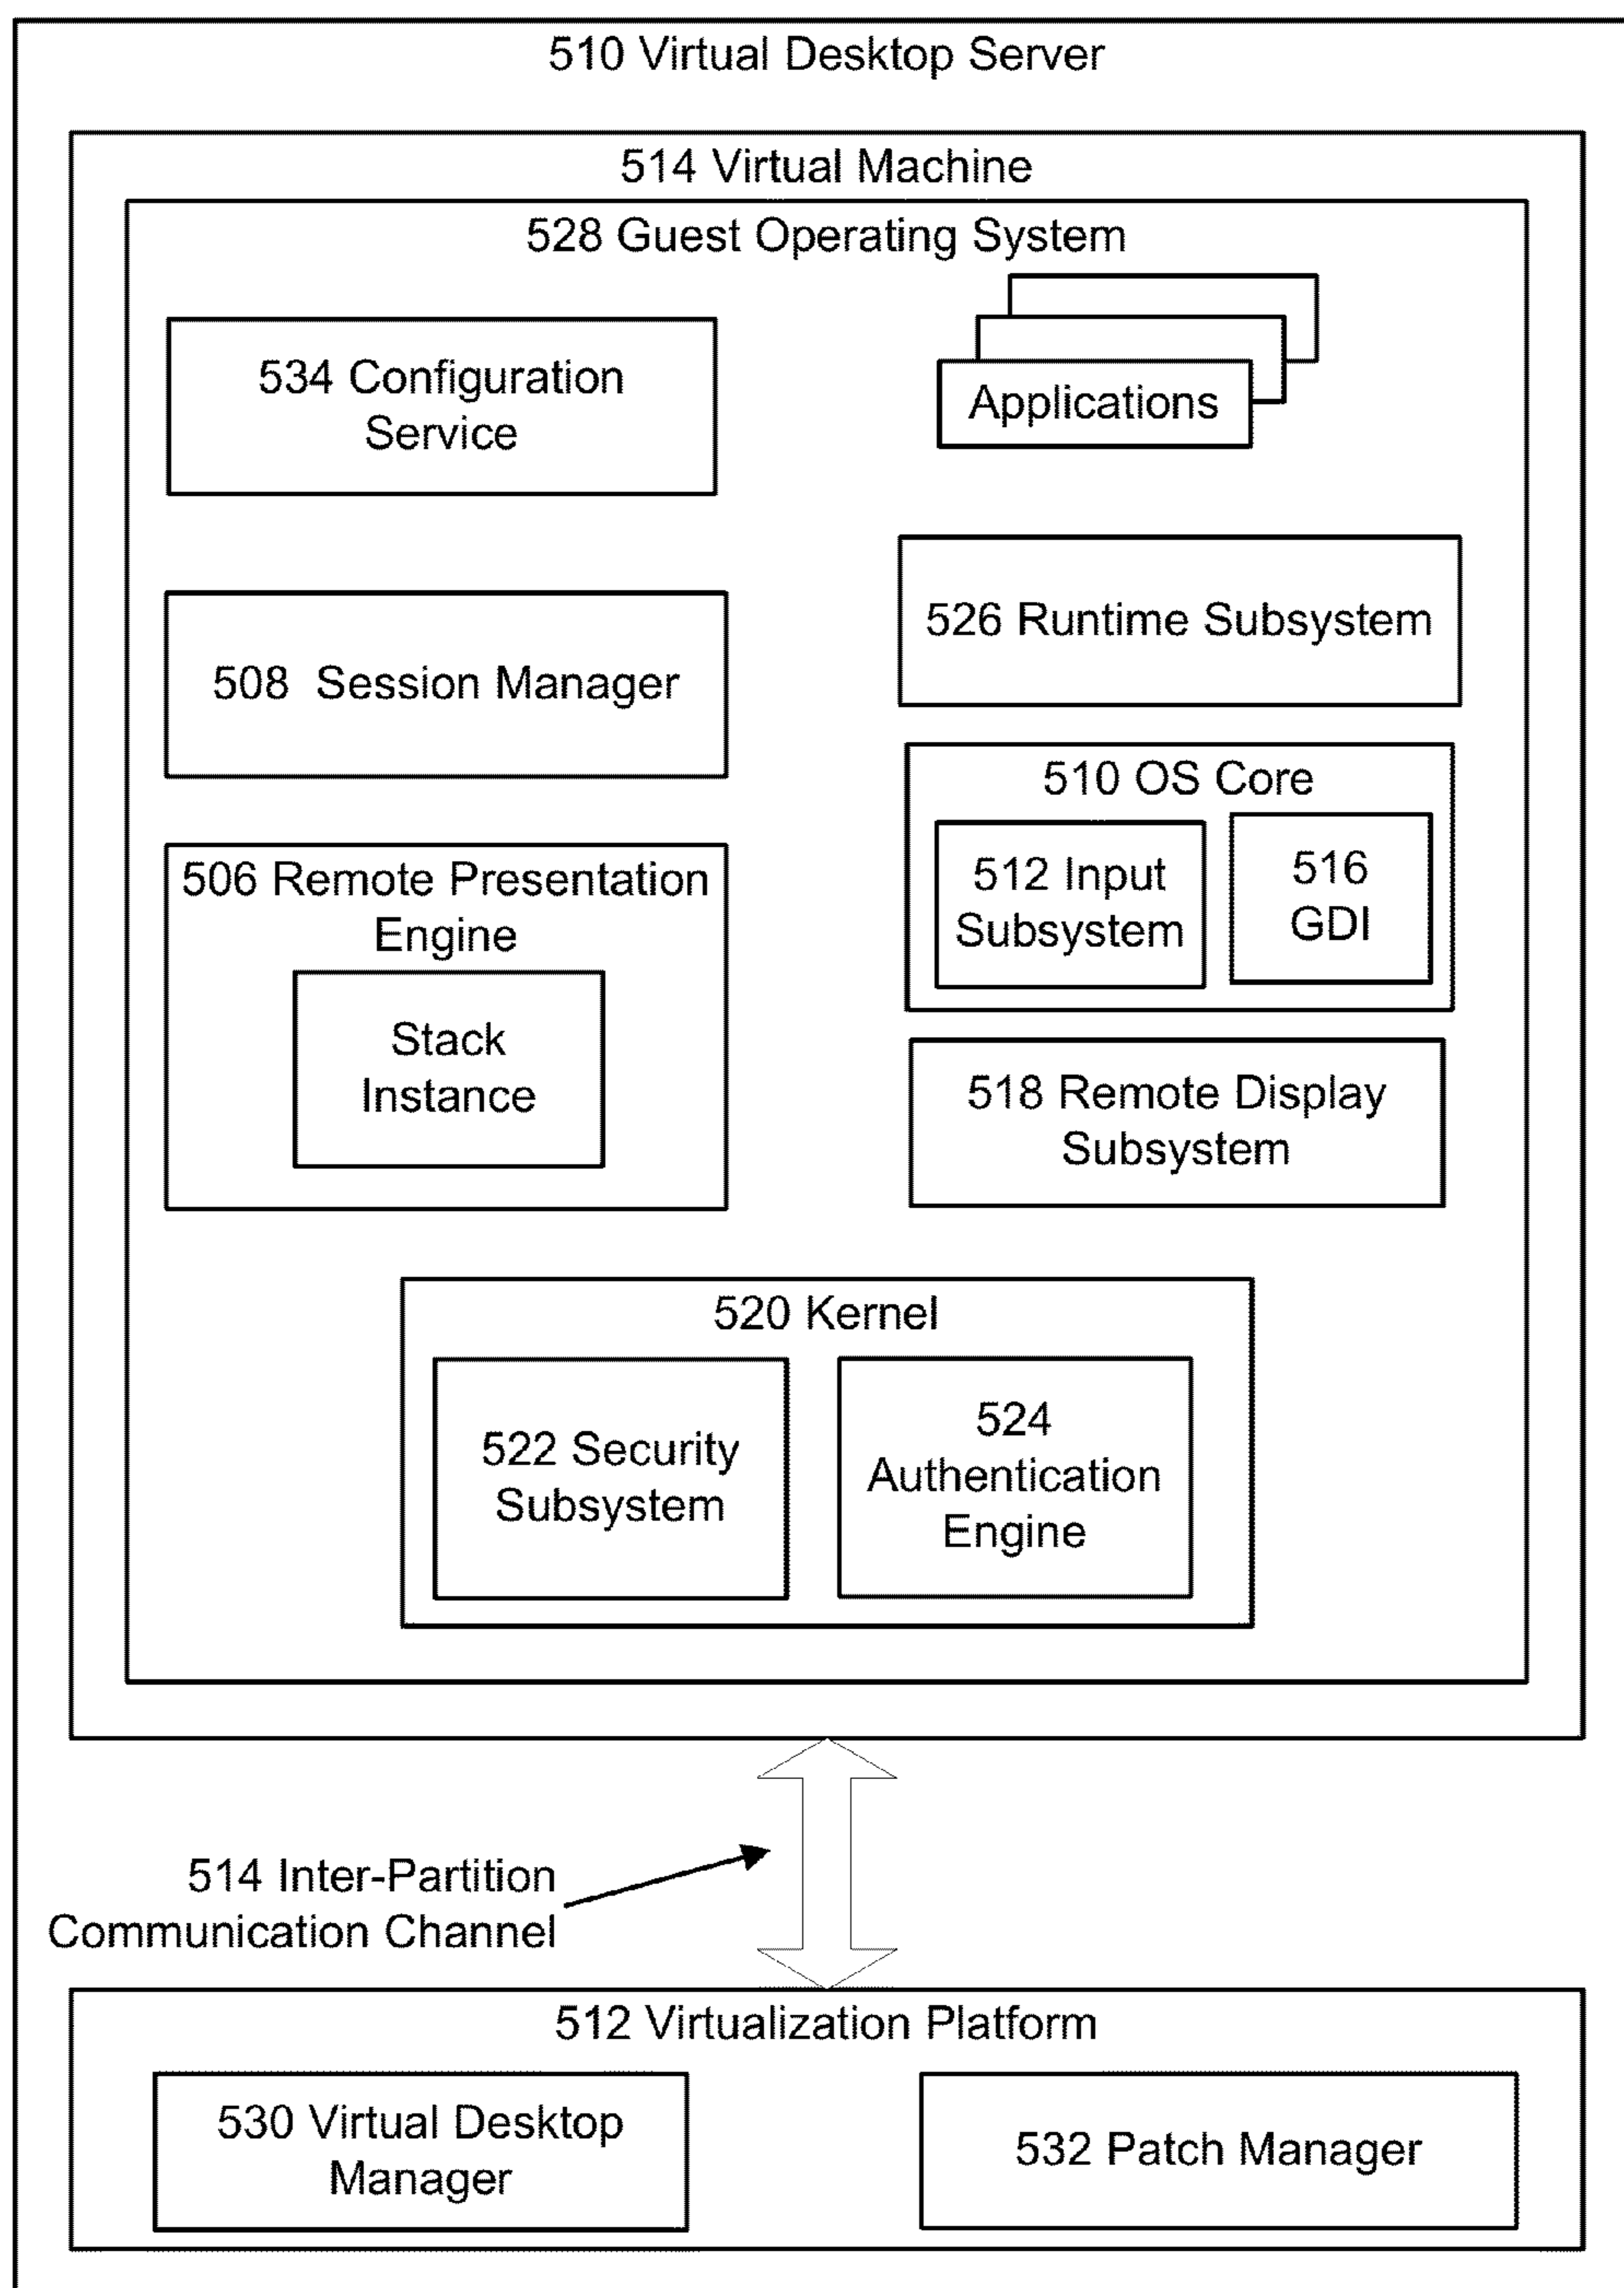 510 Virtual Desktop Server
514 Virtual Machine
528 Guest Operating System
534 Configuration
Service
Applications
526 Runtime Subsystem
508 Session Manager
510 OS Core
512 Input
Subsystem
516
GDI
506 Remote Presentation
Engine
Stack
Instance
518 Remote Display
Subsystem
520 Kernel
522 Security
Subsystem
524
Authentication
Engine
514 Inter-Partition
Communication Channel
512 Virtualization Platform
530 Virtual Desktop
Manager
532 Patch Manager